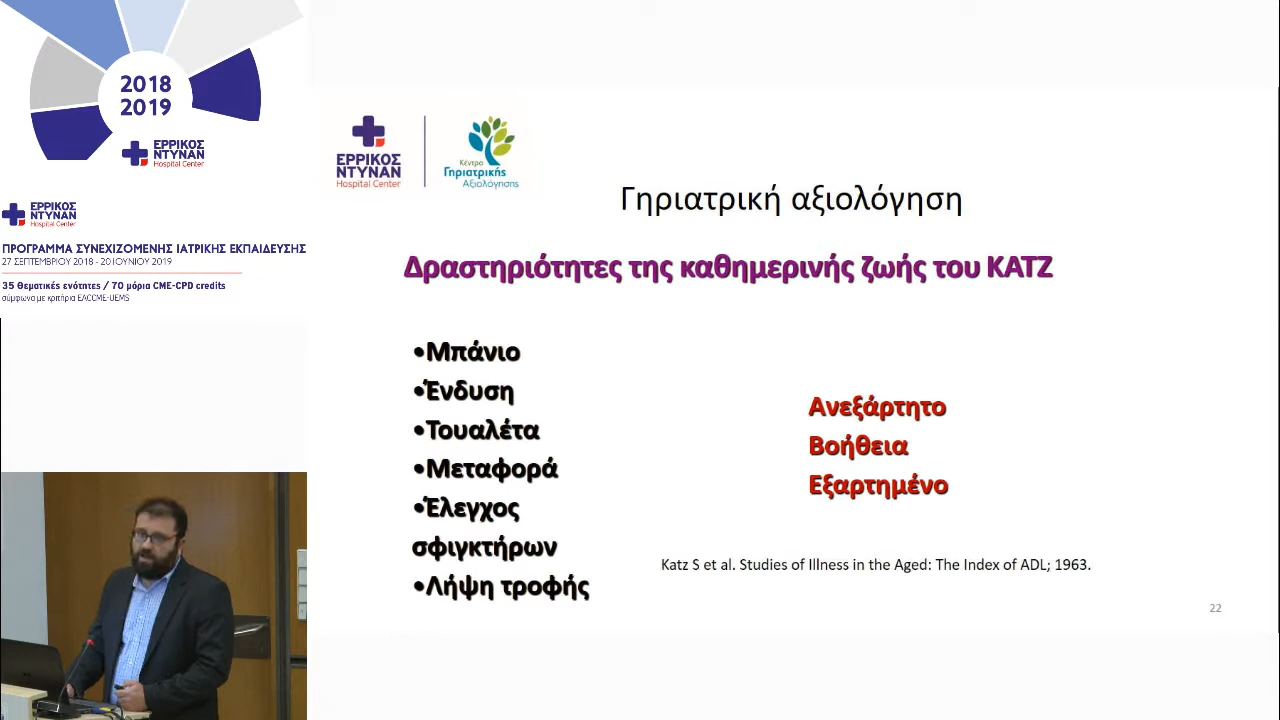 2018
2019
ΕΡΡΙΚΟΣ
ΝΤΥΝΑΝ
Hospital Center
ΕΡΡΙΚΟΣ
ΝΤΥΝΑΝ
Hospital Center
ΠΡΟΓΡΑΜΜΑ ΣΥΝΕΧΙΖΟΜΕΝΗΣ ΙΑΤΡΙΚΗΣ ΕΚΠΑΙΔΕΥΣΗΣ
27 ΣΕΠΤΕΜΒΡΙΟΥ 2018 - 20 ΙΟΥΝΙΟΥ 2019
35 θεματικές ενότητες / 70 μόρια CME-CPD credits
σύμφωνα με κριτήρια EACCME-UEMS
ΕΡΡΙΚΟΣ
ΝΤΥΝΑΝ
Hospital Center
Κέντρο
Γηριατρικής
Αξιολόγησης
Γηριατρική αξιολόγηση
Δραστηριότητες της καθημερινής ζωής του ΚΑΤΖ
•Μπάνιο
•Ένδυση
•Τουαλέτα
•Μεταφορά
•Έλεγχος
σφιγκτήρων
•Λήψη τροφής
Ανεξάρτητο
Βοήθεια
Εξαρτημένο
Katz S et al. Studies of Illness in the Aged: The Index of ADL; 1963.
22